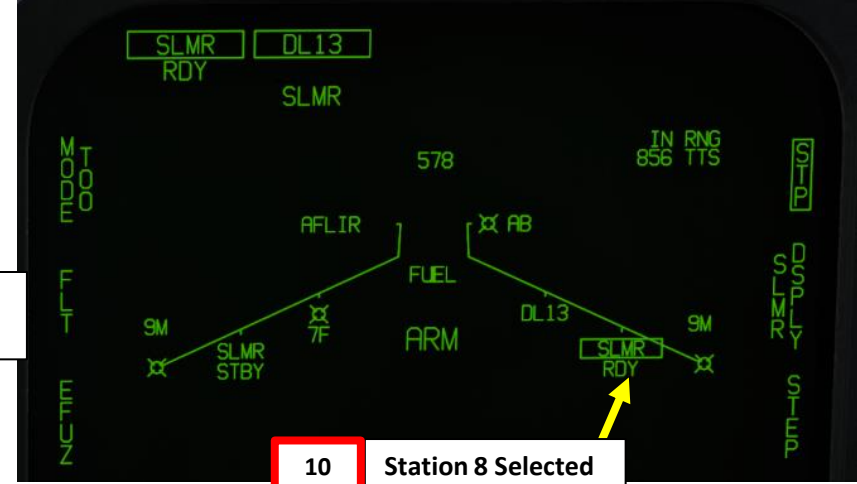 SLMR DL13
RDY
SLMR
MODE
TOO
578
IN RNG
856 TTS
STP
AFLIR
AB
FLT
FUEL
SLMR
DSPLY
9M
7F
ARM
DL13
9M
SLMR
STBY
SLMR
RDY
EFUZ
STEP
10 Station 8 Selected